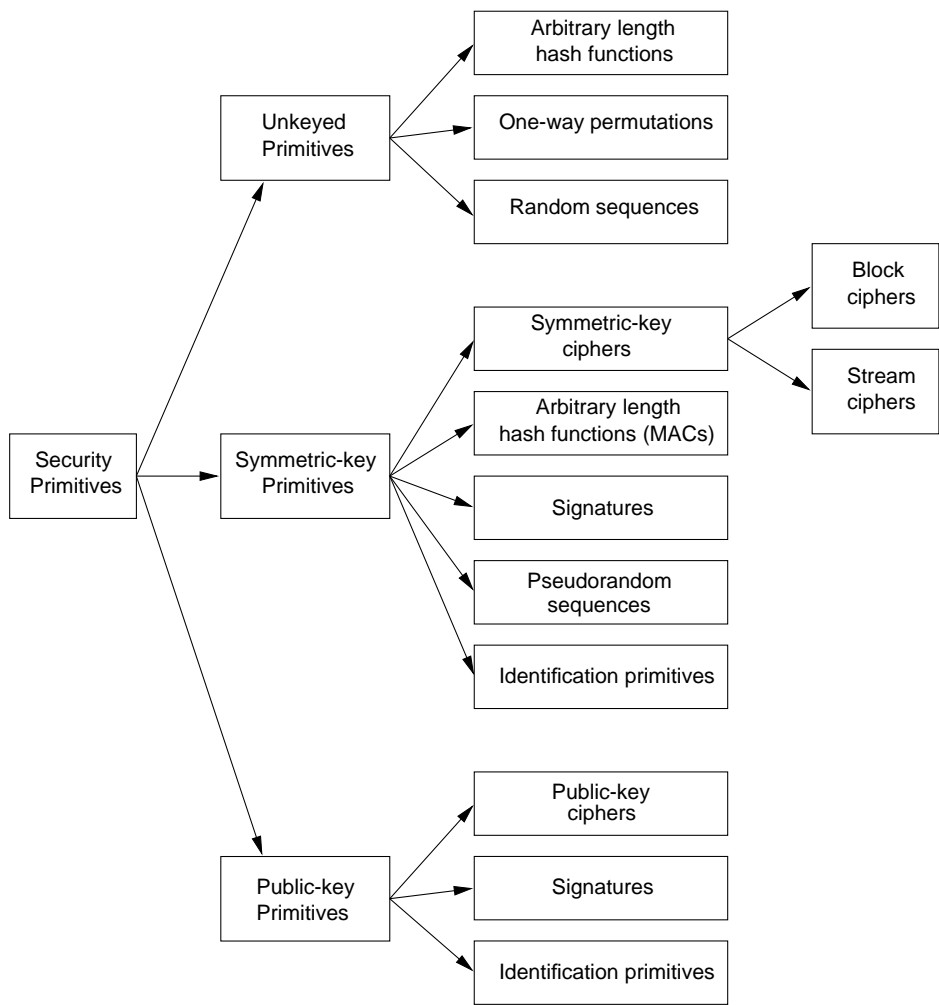 Arbitrary length
hash functions
Unkeyed
Primitives
One-way permutations
Random sequences
Block
ciphers
Symmetric-key
ciphers
Stream
ciphers
Arbitrary length
hash functions (MACs)
Security
Primitives
Symmetric-key
Primitives
Signatures
Pseudorandom
sequences
Identification primitives
Public-key
ciphers
Public-key
Primitives
Signatures
Identification primitives